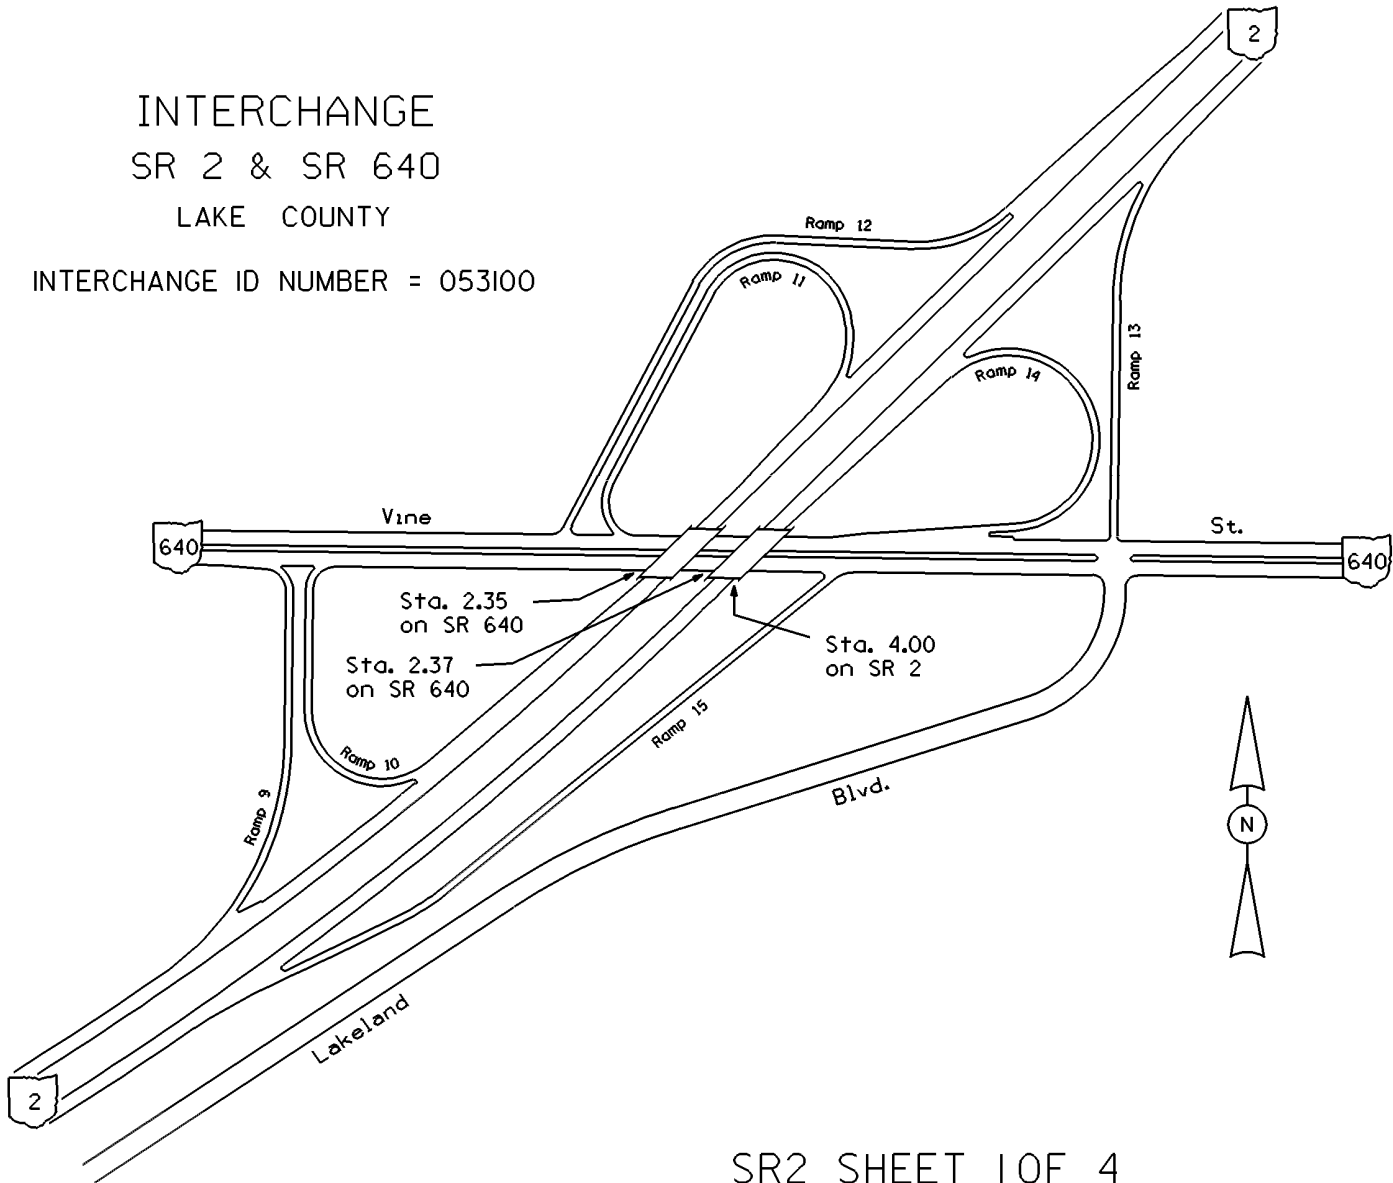 2
INTERCHANGE
SR 2 & SR 640
LAKE COUNTY
INTERCHANGE ID NUMBER = 053100
Ramp 12
Ramp 11
Ramp 13
Ramp 14
Vine
St.
640
640
Sta. 2.35
on SR 640
Sta. 2.37
on SR 640
Sta. 4.00
on SR 2
Ramp 15
Ramp 10
Ramp 9
Blvd.
N
Lakeland
2
SR2 SHEET 1 OF 4